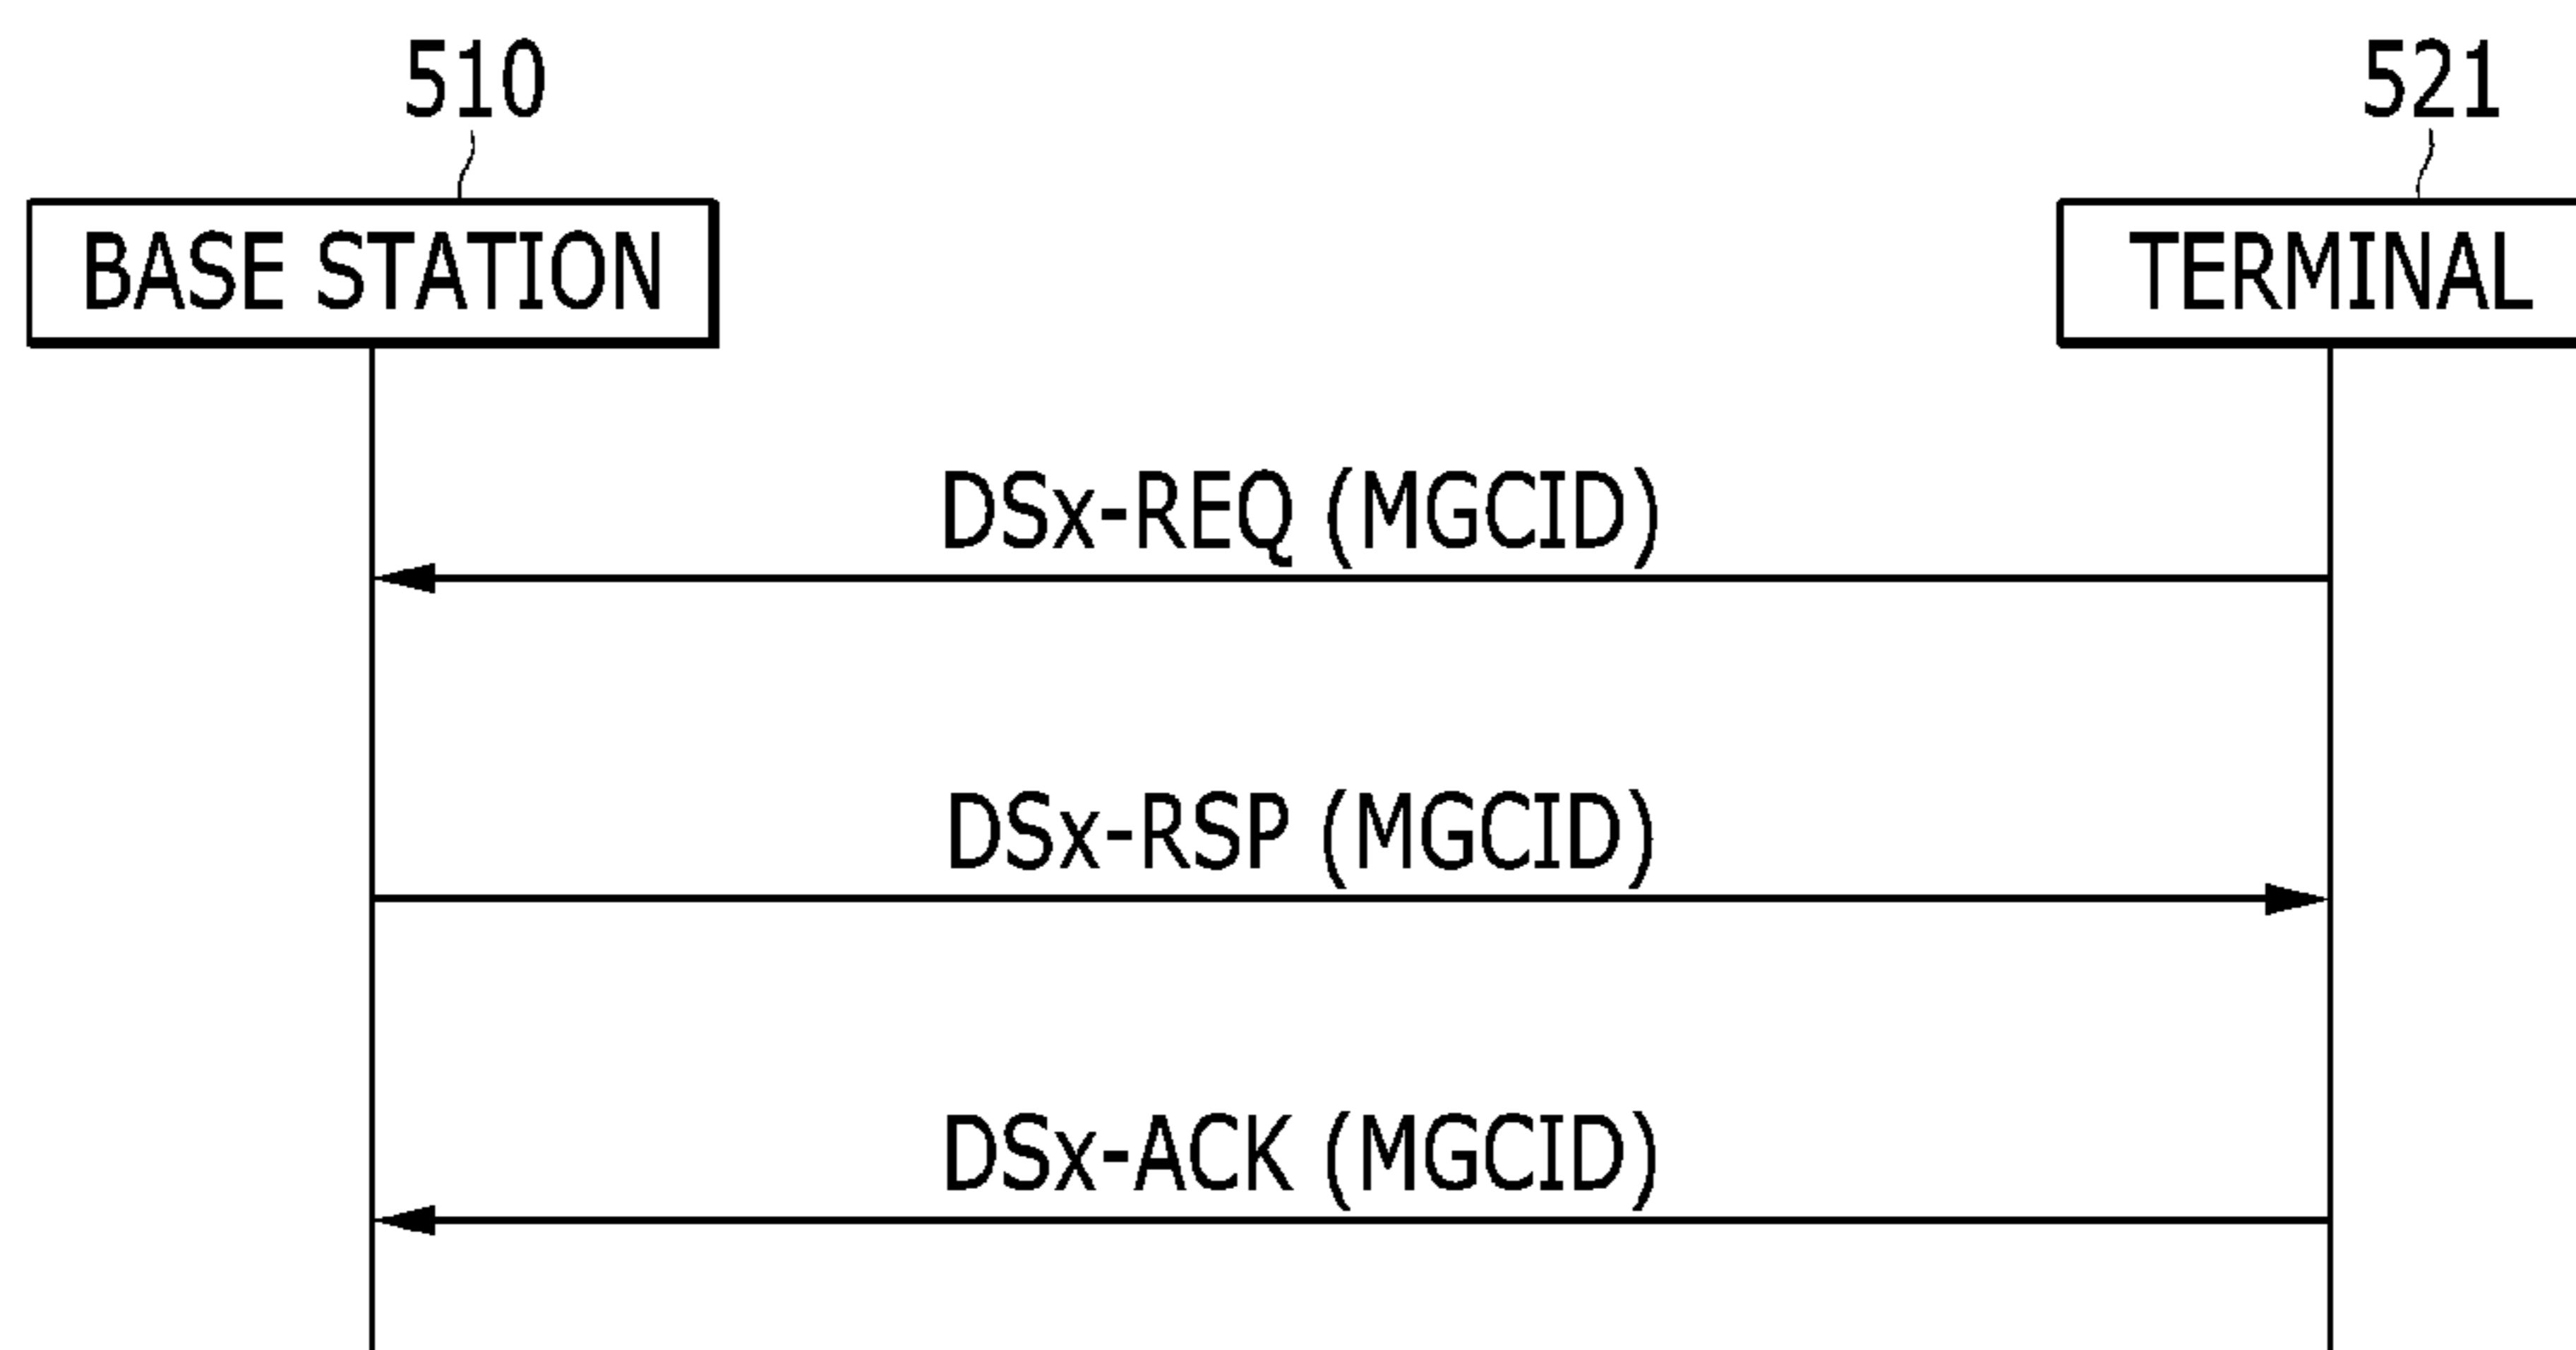 510
521
BASE STATION
TERMINAL
DSx-REQ (MGCID)
DSx-RSP (MGCID)
DSx-ACK (MGCID)